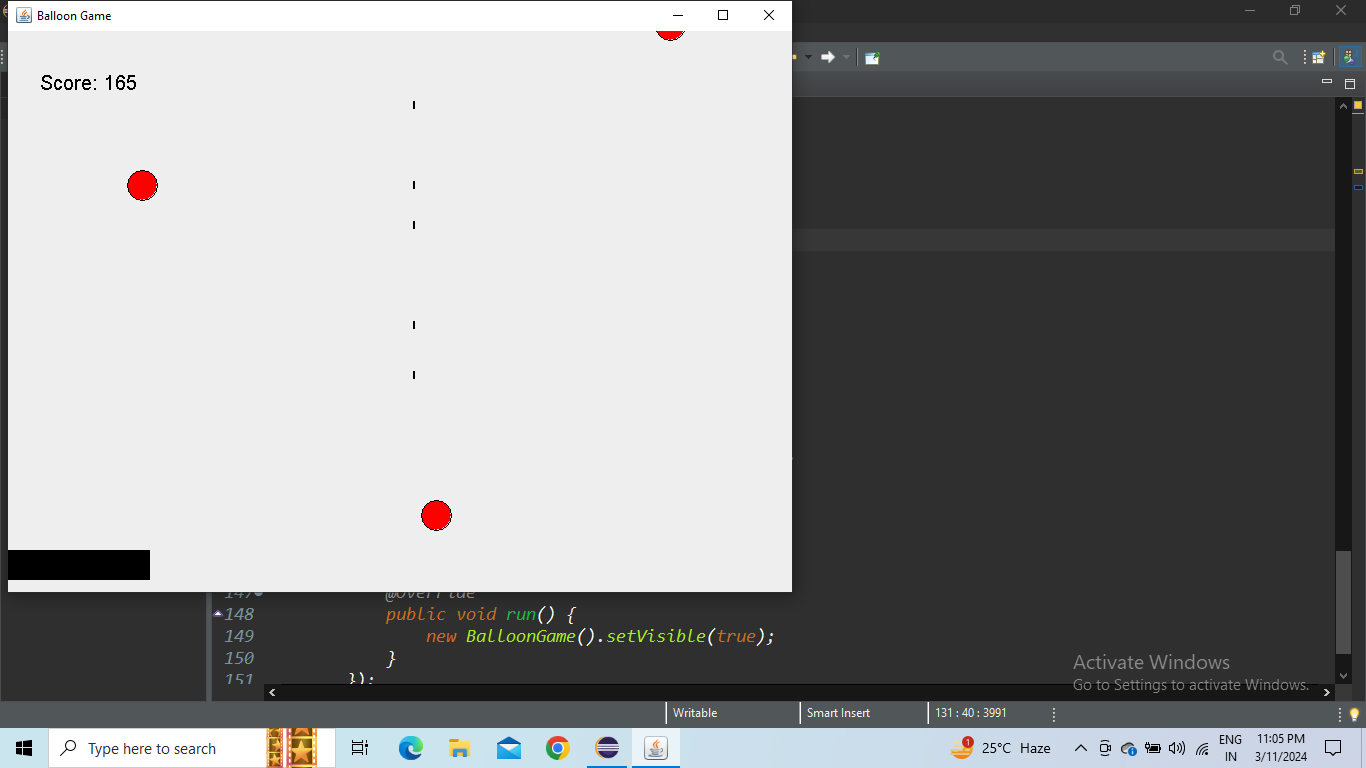 Balloon Game
Score: 165
147
@Override
148
public void run() {
149
new BalloonGame().setVisible(true);
150
}
151
});
Activate Windows
Go to Settings to activate Windows.
Writable
Smart Insert
131 : 40 : 3991
Type here to search
1
25°C Haze
ENG
IN
11:05 PM
3/11/2024